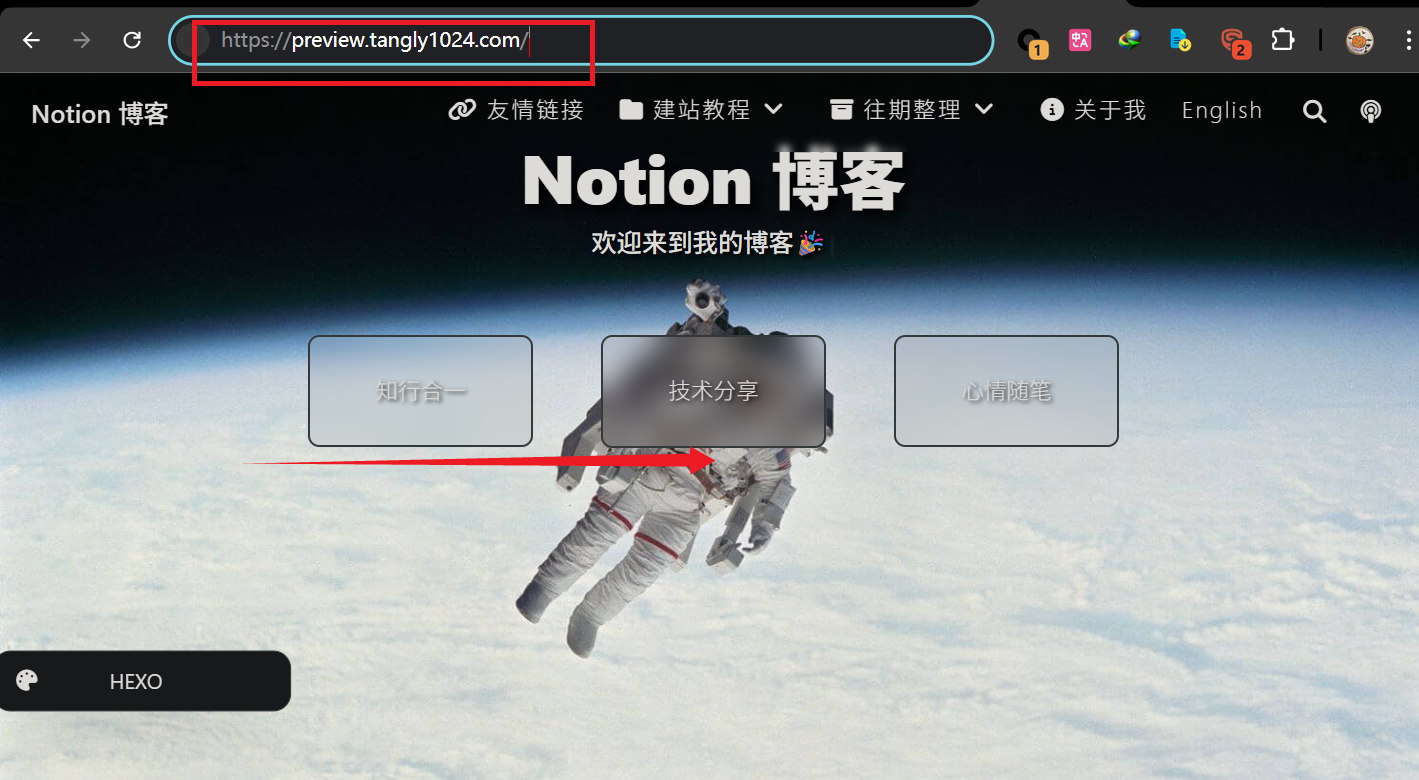 https://preview.tangly1024.com/
1
中A
2
Notion 博客
友情链接
建站教程
往期整理
关于我
English
Notion 博客
欢迎来到我的博客🎉
知行合一
技术分享
心情随笔
HEXO